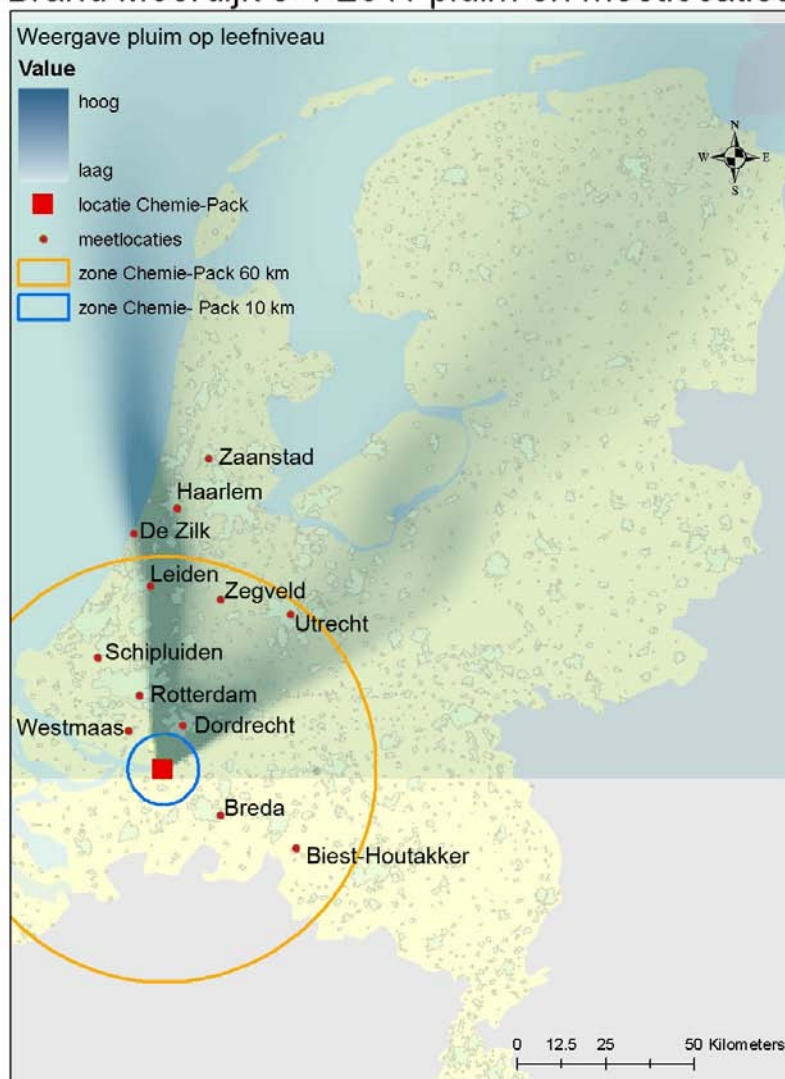 Weergave pluim op leefniveau
Value
hoog
laag
locatie Chemie-Pack
meetlocaties
zone Chemie-Pack 60 km
zone Chemie- Pack 10 km
N
W E
S
Zaanstad
Haarlem
De Zilk
Leiden
Zegveld
Utrecht
Schipluiden
Rotterdam
Westmaas
Dordrecht
Breda
Biest-Houtakker
0 12.5 25 50 Kilometers